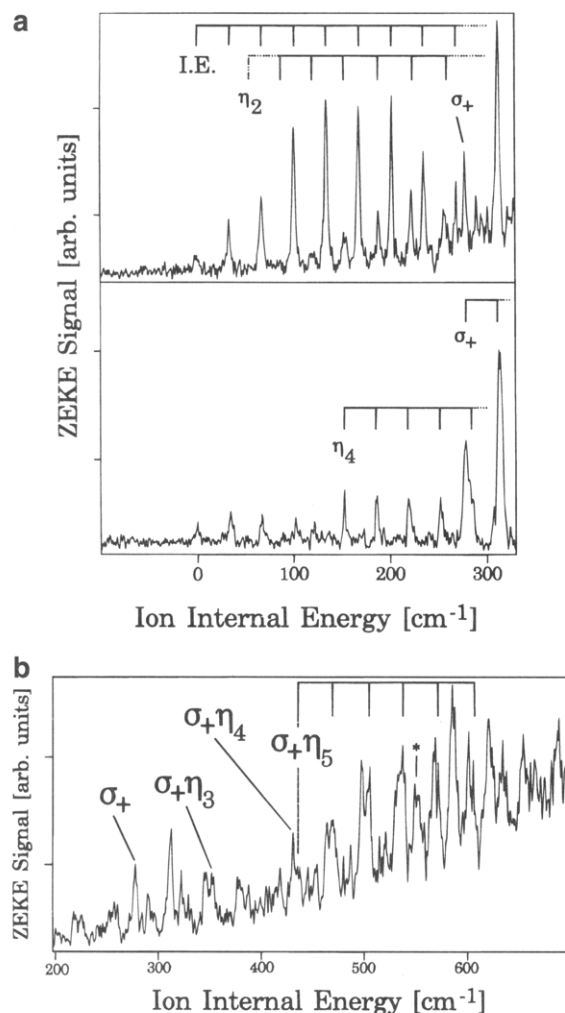 a
I.E.
η₂
σ₊
σ₊
η₄
ZEKE Signal [arb. units]
0 100 200 300
Ion Internal Energy [cm⁻¹]
b
σ₊
σ₊η₃
σ₊η₄
σ₊η₅
*
ZEKE Signal [arb. units]
200 300 400 500 600
Ion Internal Energy [cm⁻¹]